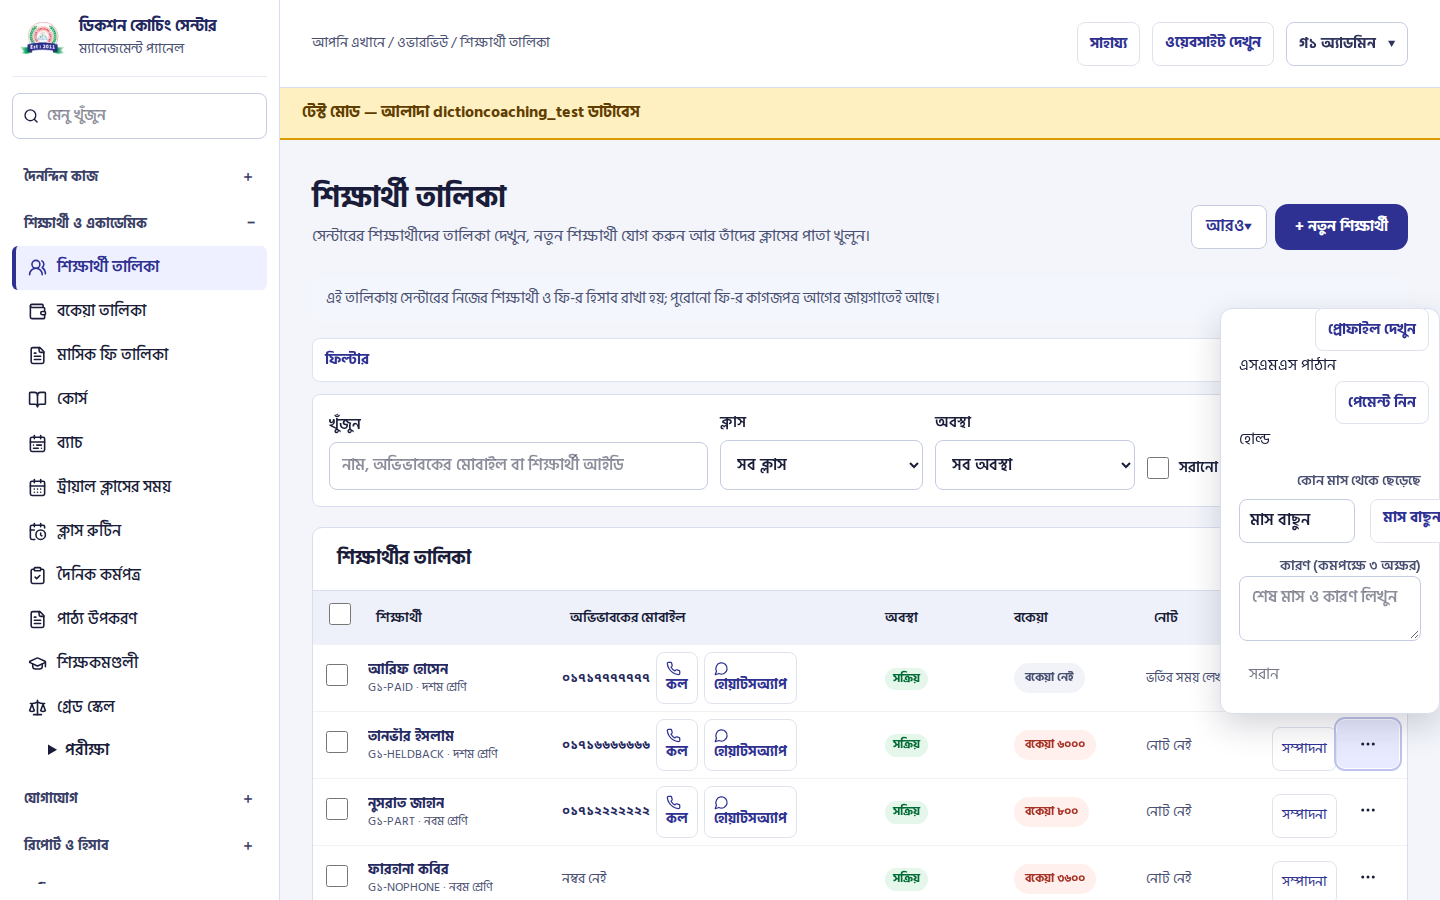 ডিকশন কোচিং সেন্টার
ম্যানেজমেন্ট প্যানেল
Est : 2011
মেনু খুঁজুন
দৈনন্দিন কাজ +
শিক্ষার্থী ও একাডেমিক −
শিক্ষার্থী তালিকা
বকেয়া তালিকা
মাসিক ফি তালিকা
কোর্স
ব্যাচ
ট্রায়াল ক্লাসের সময়
ক্লাস রুটিন
দৈনিক কর্মপত্র
পাঠ্য উপকরণ
শিক্ষকমণ্ডলী
গ্রেড স্কেল
পরীক্ষা
যোগাযোগ +
রিপোর্ট ও হিসাব +
আপনি এখানে / ওভারভিউ / শিক্ষার্থী তালিকা
সাহায্য
ওয়েবসাইট দেখুন
গ১ অ্যাডমিন
টেস্ট মোড — আলাদা dictioncoaching_test ডাটাবেস
শিক্ষার্থী তালিকা
সেন্টারের শিক্ষার্থীদের তালিকা দেখুন, নতুন শিক্ষার্থী যোগ করুন আর তাঁদের ক্লাসের পাতা খুলুন।
আরও
+ নতুন শিক্ষার্থী
এই তালিকায় সেন্টারের নিজের শিক্ষার্থী ও ফি-র হিসাব রাখা হয়; পুরোনো ফি-র কাগজপত্র আগের জায়গাতেই আছে।
ফিল্টার
খুঁজুন
নাম, অভিভাবকের মোবাইল বা শিক্ষার্থী আইডি
ক্লাস
সব ক্লাস
অবস্থা
সব অবস্থা
সরানো
শিক্ষার্থীর তালিকা
শিক্ষার্থী অভিভাবকের মোবাইল অবস্থা বকেয়া নোট
আরিফ হোসেন
G১-PAID · দশম শ্রেণি
০১৭১৭৭৭৭৭৭৭ কল হোয়াটসঅ্যাপ সক্রিয় বকেয়া নেই ভর্তির সময়
তানভীর ইসলাম
G১-HELDBACK · দশম শ্রেণি
০১৭১৬৬৬৬৬৬৬ কল হোয়াটসঅ্যাপ সক্রিয় বকেয়া ৬০০০ নোট নেই সম্পাদনা ...
নুসরাত জাহান
G১-PART · নবম শ্রেণি
০১৭১২২২২২২২ কল হোয়াটসঅ্যাপ সক্রিয় বকেয়া ৮০০ নোট নেই সম্পাদনা ...
ফারহানা কবির
G১-NOPHONE · নবম শ্রেণি
নম্বর নেই সক্রিয় বকেয়া ৩৬০০ নোট নেই সম্পাদনা ...
প্রোফাইল দেখুন
এসএমএস পাঠান
পেমেন্ট নিন
হোল্ড
কোন মাস থেকে ছেড়েছে
মাস বাছুন মাস বাছুন
কারণ (কমপক্ষে ৩ অক্ষর)
শেষ মাস ও কারণ লিখুন
সরান